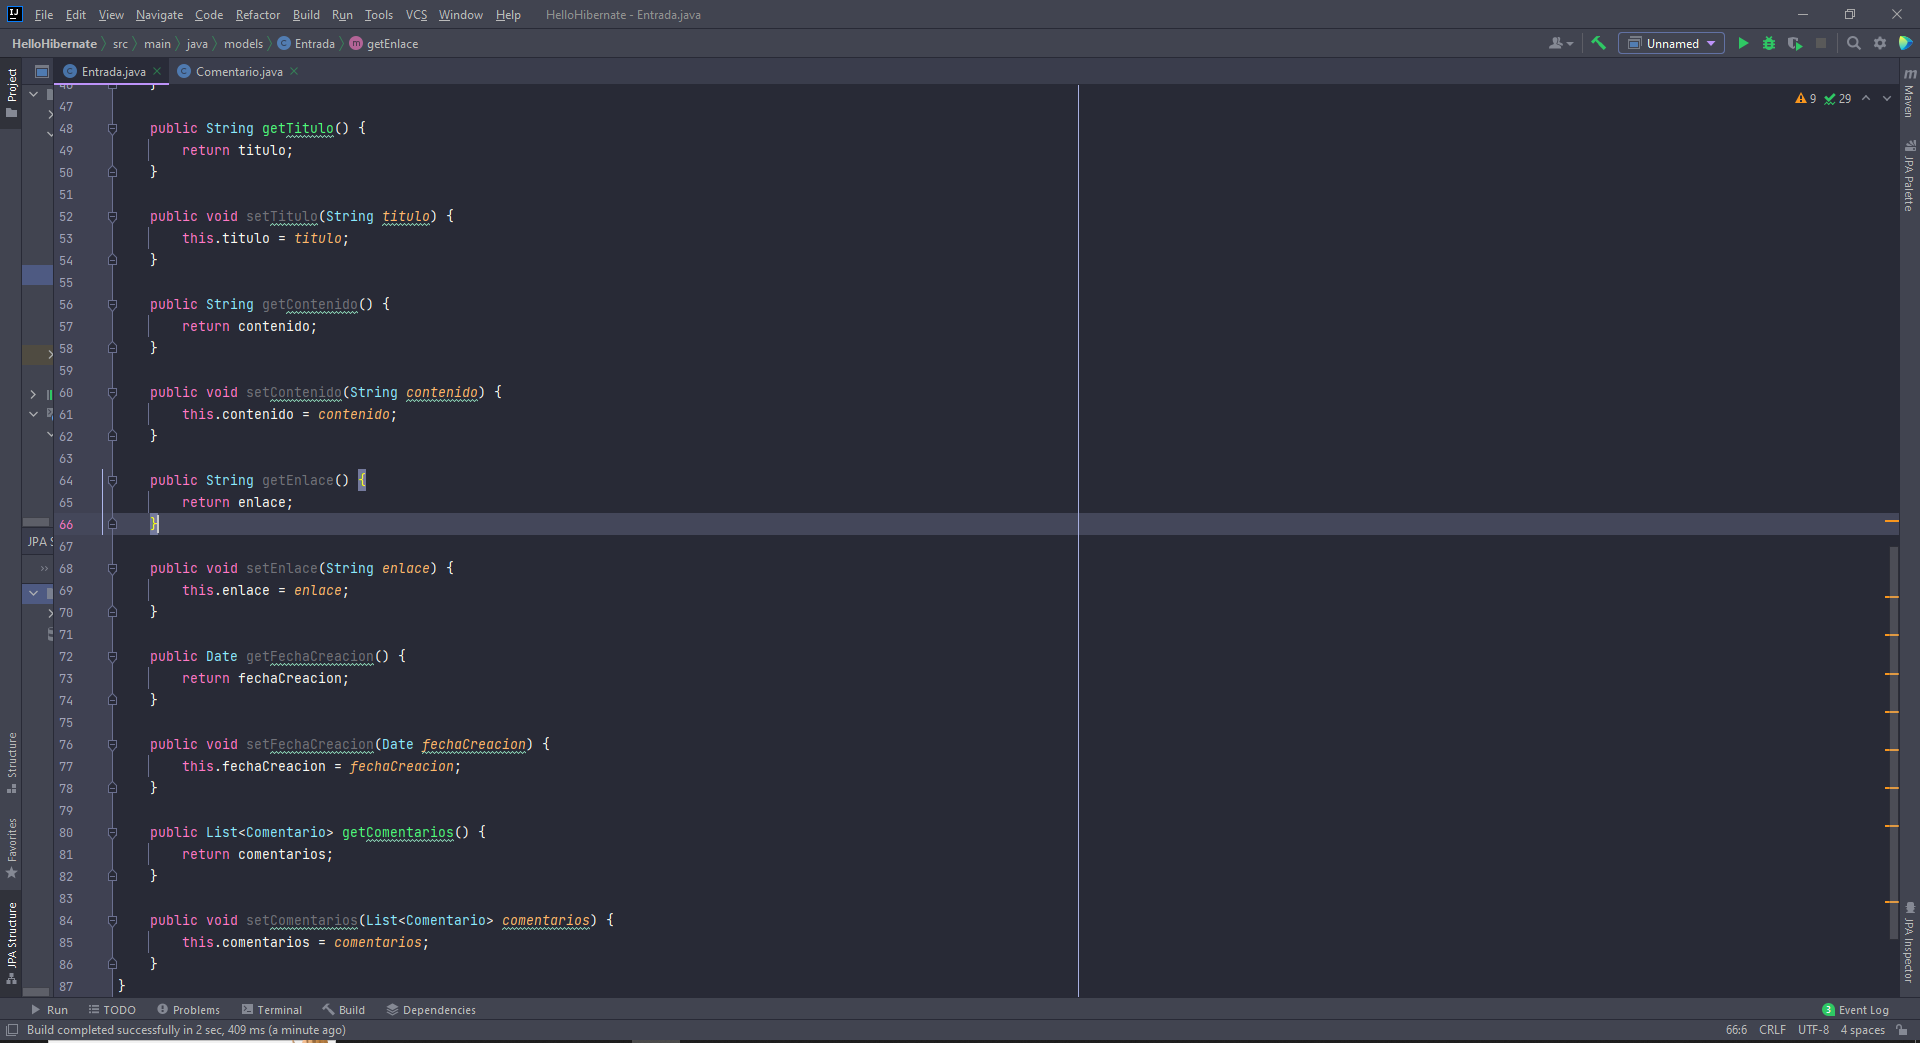 IJ File Edit View Navigate Code Refactor Build Run Tools VCS Window Help HelloHibernate - Entrada.java
HelloHibernate src main java models Entrada getEnlace Unnamed
Project
Entrada.java Comentario.java
9 29
46 }
47
48 public String getTitulo() {
49 return titulo;
50 }
51
52 public void setTitulo(String titulo) {
53 this.titulo = titulo;
54 }
55
56 public String getContenido() {
57 return contenido;
58 }
59
60 public void setContenido(String contenido) {
61 this.contenido = contenido;
62 }
63
64 public String getEnlace() {
65 return enlace;
66 }
67
68 public void setEnlace(String enlace) {
69 this.enlace = enlace;
70 }
71
72 public Date getFechaCreacion() {
73 return fechaCreacion;
74 }
75
76 public void setFechaCreacion(Date fechaCreacion) {
77 this.fechaCreacion = fechaCreacion;
78 }
79
80 public List<Comentario> getComentarios() {
81 return comentarios;
82 }
83
84 public void setComentarios(List<Comentario> comentarios) {
85 this.comentarios = comentarios;
86 }
87 }
JPA S
Structure
Favorites
JPA Structure
m Maven
JPA Palette
JPA Inspector
Run TODO Problems Terminal Build Dependencies 3 Event Log
Build completed successfully in 2 sec, 409 ms (a minute ago) 66:6 CRLF UTF-8 4 spaces